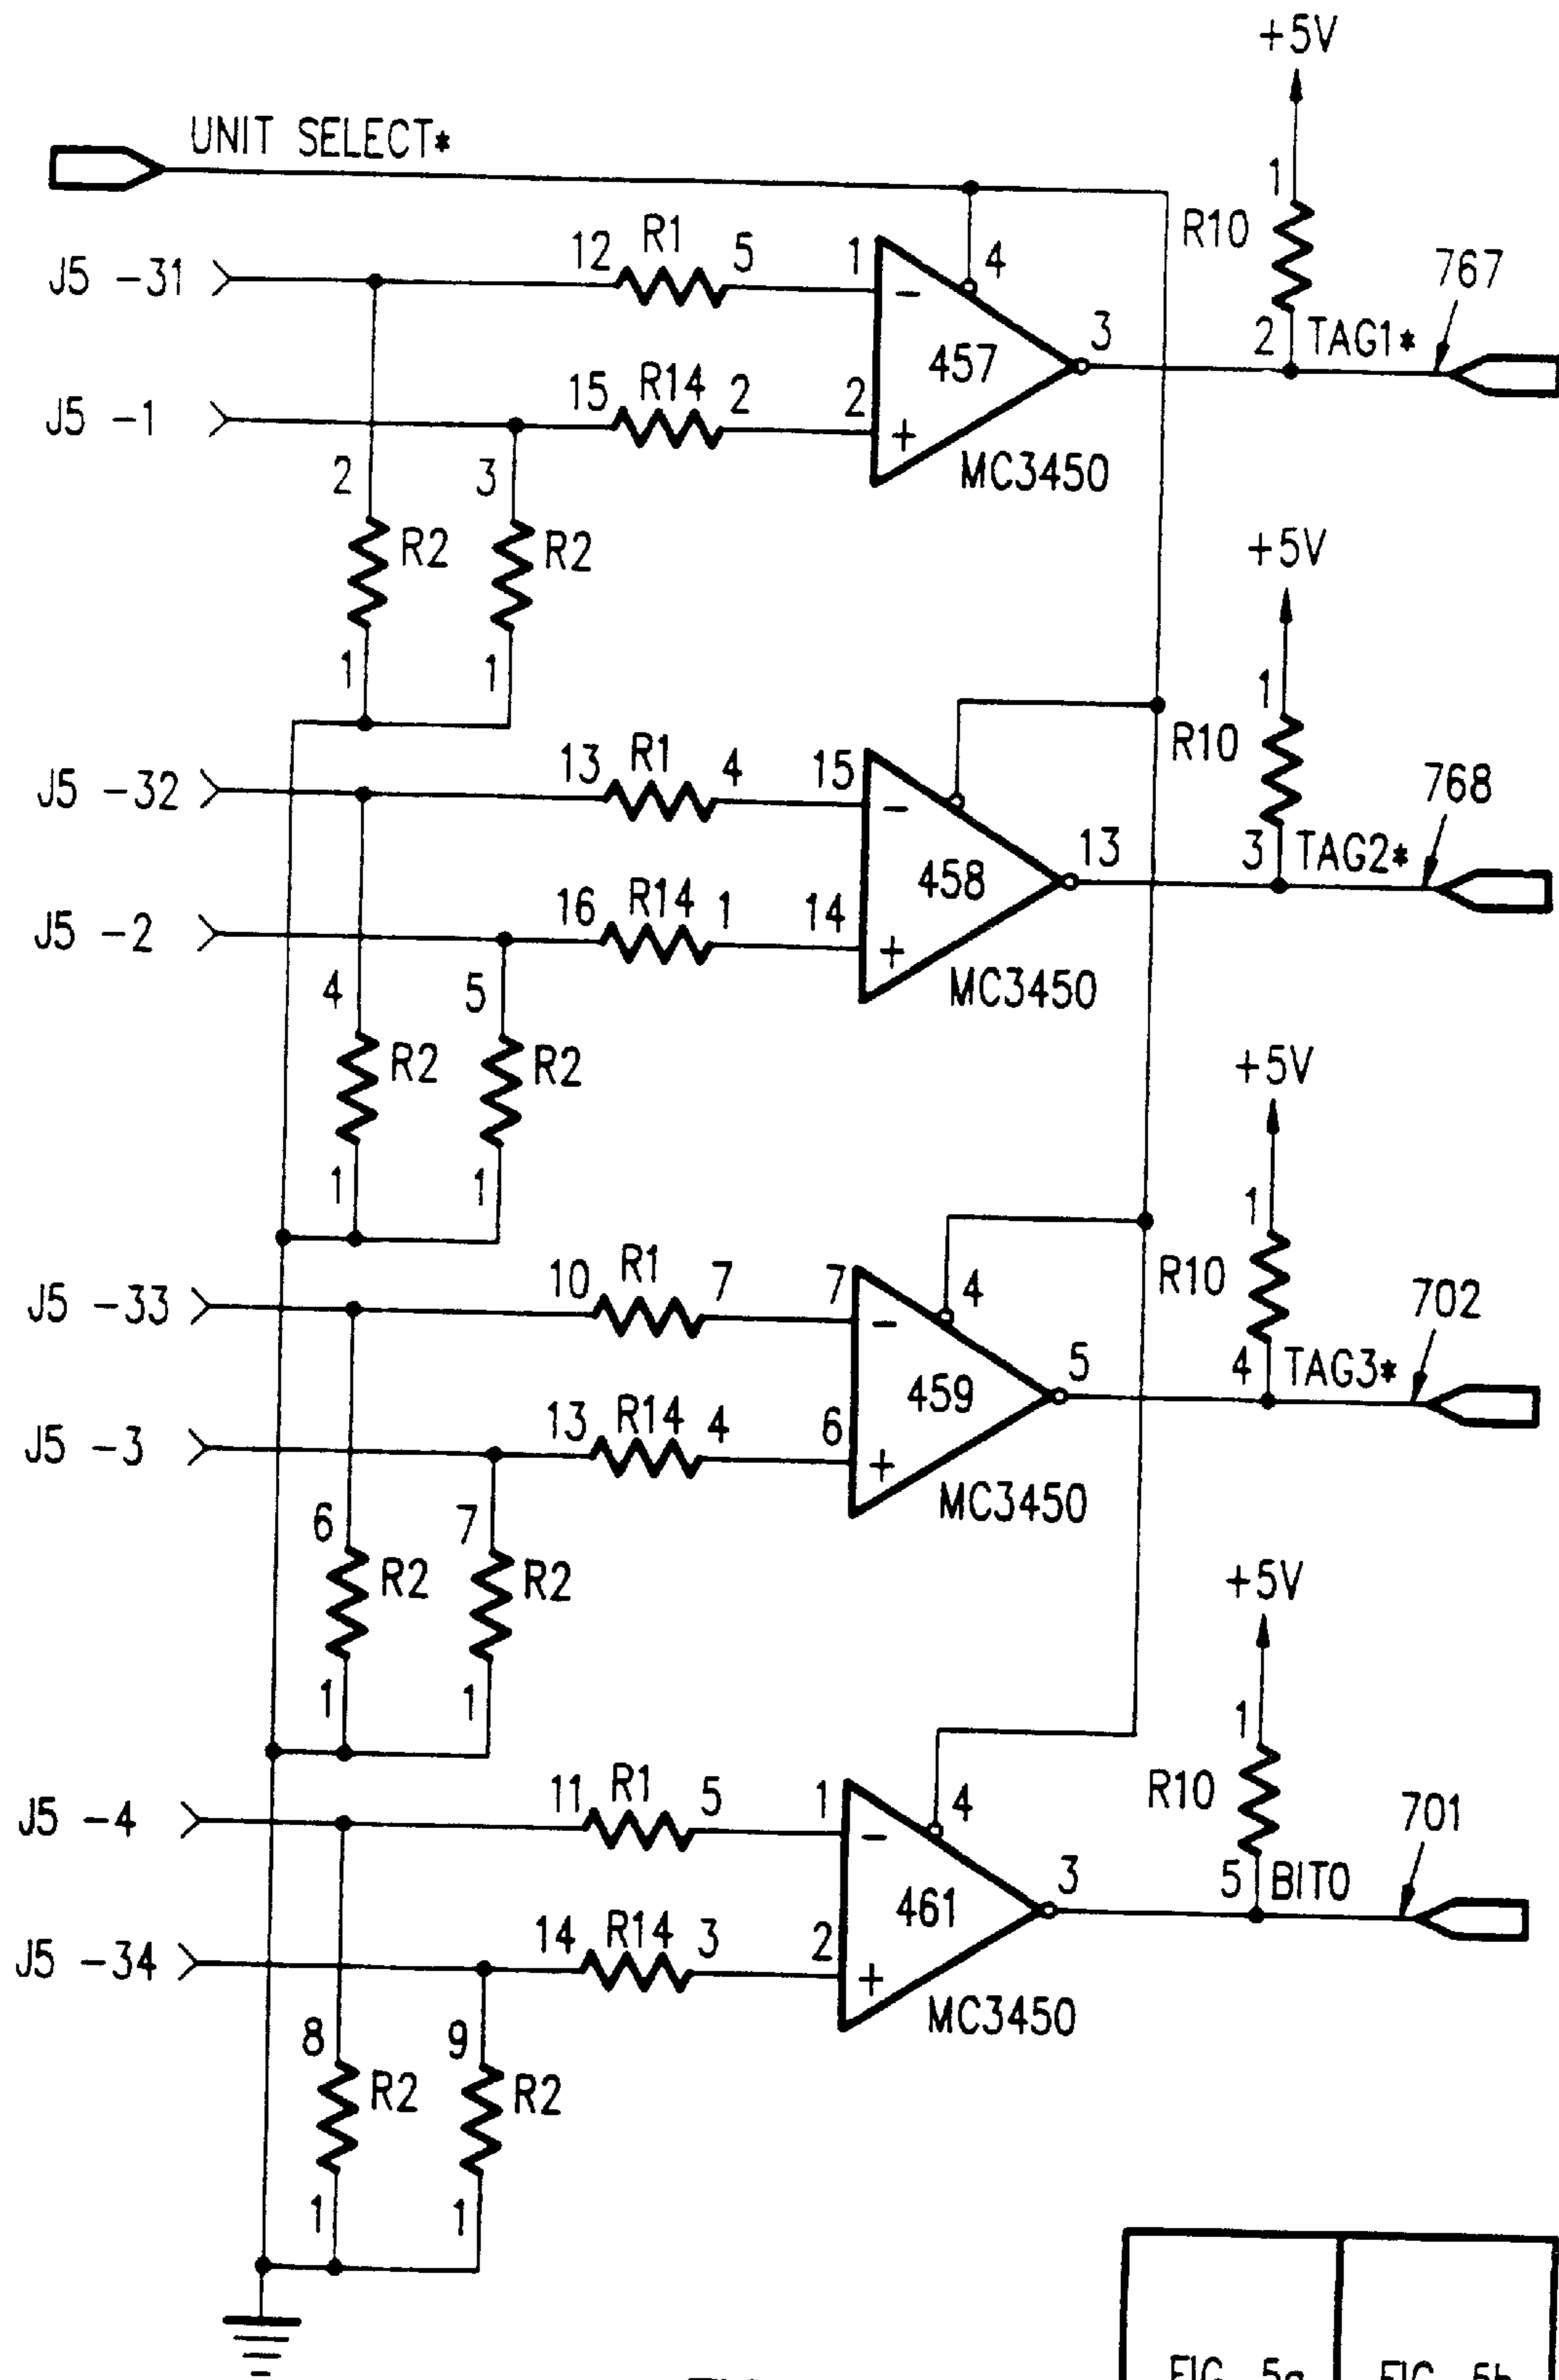 +5V
UNIT SELECT*
1
R10
J5 -31
12 R1 5
1
-
4
457
3
2 TAG1*
767
J5 -1
15 R14 2
2
+
MC3450
2
R2
3
R2
1
1
+5V
1
R10
J5 -32
13 R1 4
15
-
458
13
3 TAG2*
768
J5 -2
16 R14 1
14
+
MC3450
4
R2
5
R2
1
1
+5V
1
R10
J5 -33
10 R1 7
7
-
4
459
5
4 TAG3*
702
J5 -3
13 R14 4
6
+
MC3450
6
R2
7
R2
1
1
+5V
1
R10
J5 -4
11 R1 5
1
-
4
461
3
5 BIT0
701
J5 -34
14 R14 3
2
+
MC3450
8
R2
9
R2
1
1
FIG. 5a
FIG. 5b